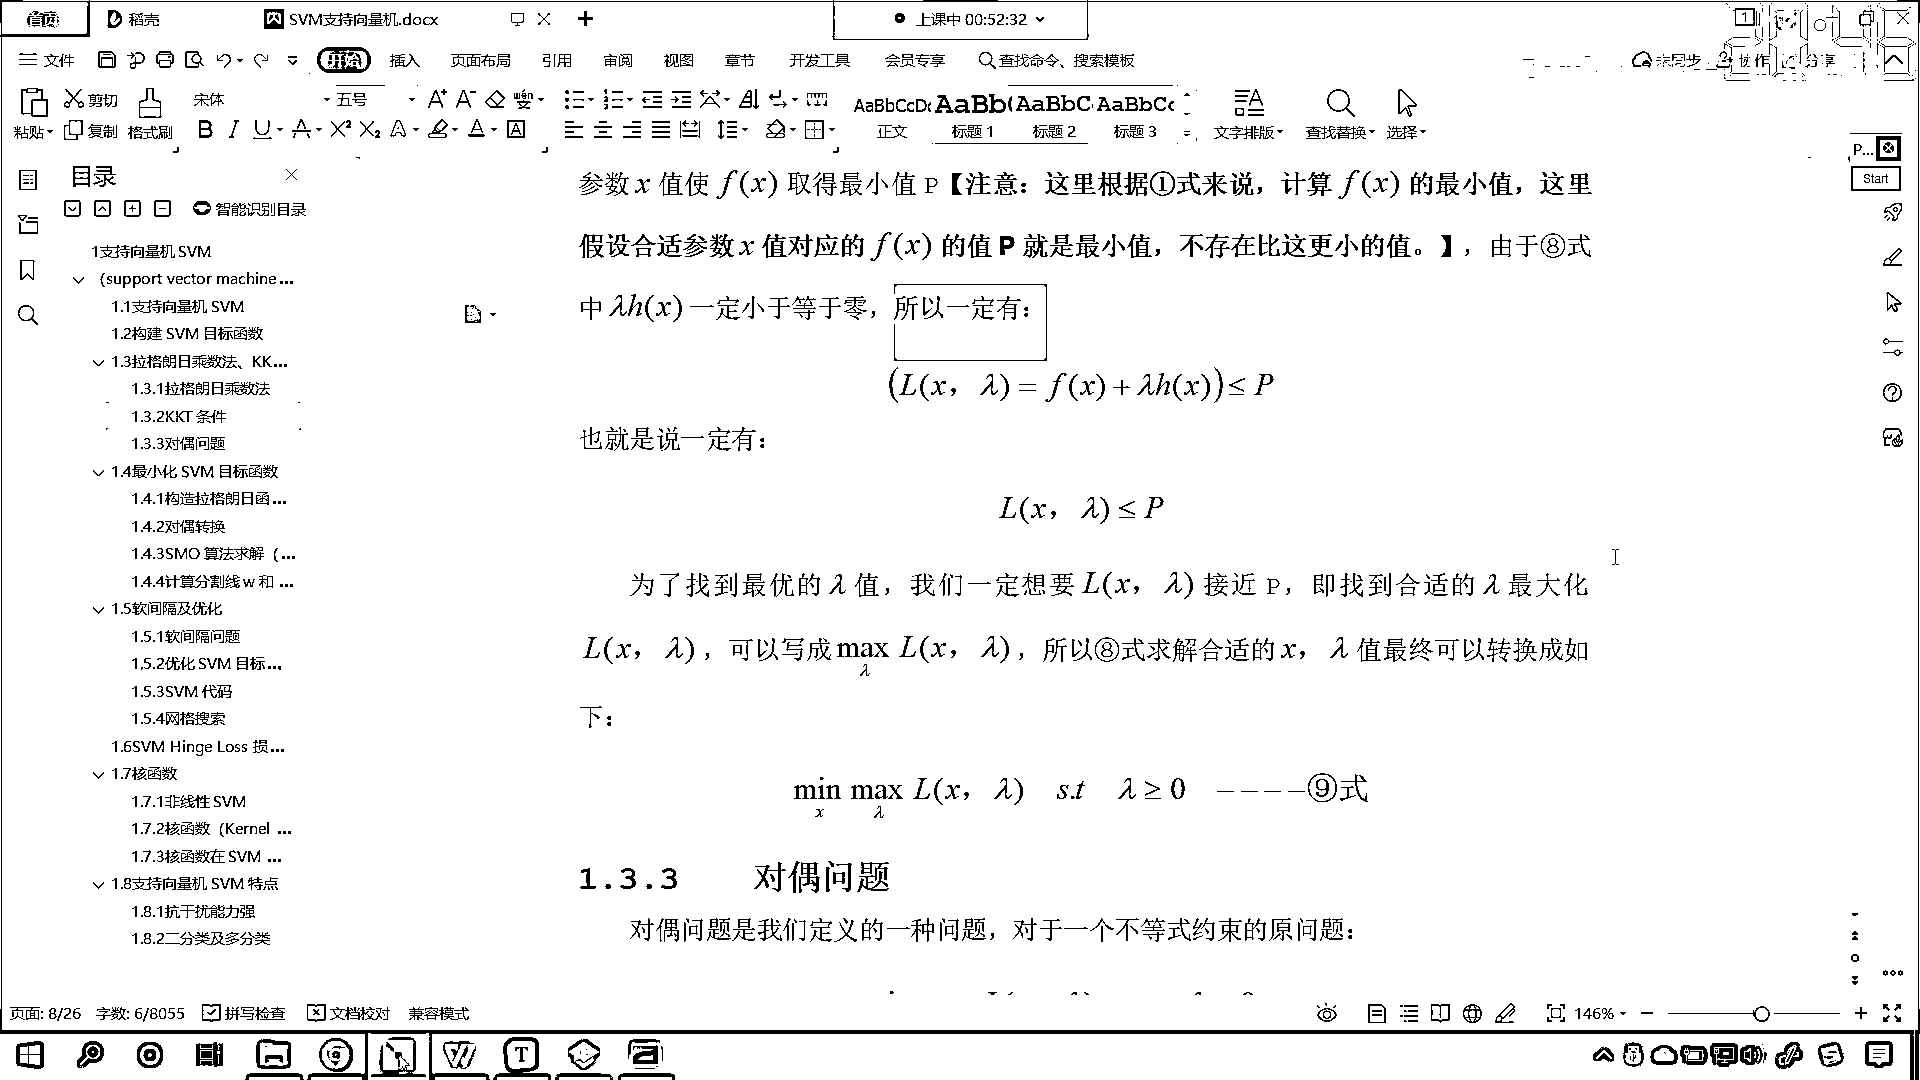 首页 稻壳 SVM支持向量机.docx 上课中 00:52:32
文件 开始 插入 页面布局 引用 审阅 视图 章节 开发工具 会员专享 查找命令、搜索模板 未同步 协作 分享
粘贴 剪切 复制 格式刷 宋体 五号
AaBbCcDd AaBb( AaBbC AaBbCc
正文 标题 1 标题 2 标题 3 文字排版 查找替换 选择
P...
Start
目录
智能识别目录
1支持向量机 SVM
(support vector machine ...
1.1支持向量机 SVM
1.2构建 SVM 目标函数
1.3拉格朗日乘数法、KK...
1.3.1拉格朗日乘数法
1.3.2KKT 条件
1.3.3对偶问题
1.4最小化 SVM 目标函数
1.4.1构造拉格朗日函...
1.4.2对偶转换
1.4.3SMO 算法求解（...
1.4.4计算分割线 w 和 ...
1.5软间隔及优化
1.5.1软间隔问题
1.5.2优化 SVM 目标...
1.5.3SVM 代码
1.5.4网格搜索
1.6SVM Hinge Loss 损...
1.7核函数
1.7.1非线性 SVM
1.7.2核函数（Kernel ...
1.7.3核函数在 SVM ...
1.8支持向量机 SVM 特点
1.8.1抗干扰能力强
1.8.2二分类及多分类
参数 x 值使 f(x) 取得最小值 P【注意：这里根据①式来说，计算 f(x) 的最小值，这里
假设合适参数 x 值对应的 f(x) 的值 P 就是最小值，不存在比这更小的值。】，由于⑧式
中 λh(x) 一定小于等于零，所以一定有：
(L(x，λ) = f(x) + λh(x)) ≤ P
也就是说一定有：
L(x，λ) ≤ P
为了找到最优的 λ 值，我们一定想要 L(x，λ) 接近 P，即找到合适的 λ 最大化
L(x，λ)，可以写成 max L(x，λ)，所以⑧式求解合适的 x，λ 值最终可以转换成如
λ
下：
min max L(x，λ) s.t λ ≥ 0 ----⑨式
x λ
1.3.3 对偶问题
对偶问题是我们定义的一种问题，对于一个不等式约束的原问题：
页面: 8/26 字数: 6/8055 拼写检查 文档校对 兼容模式 146%